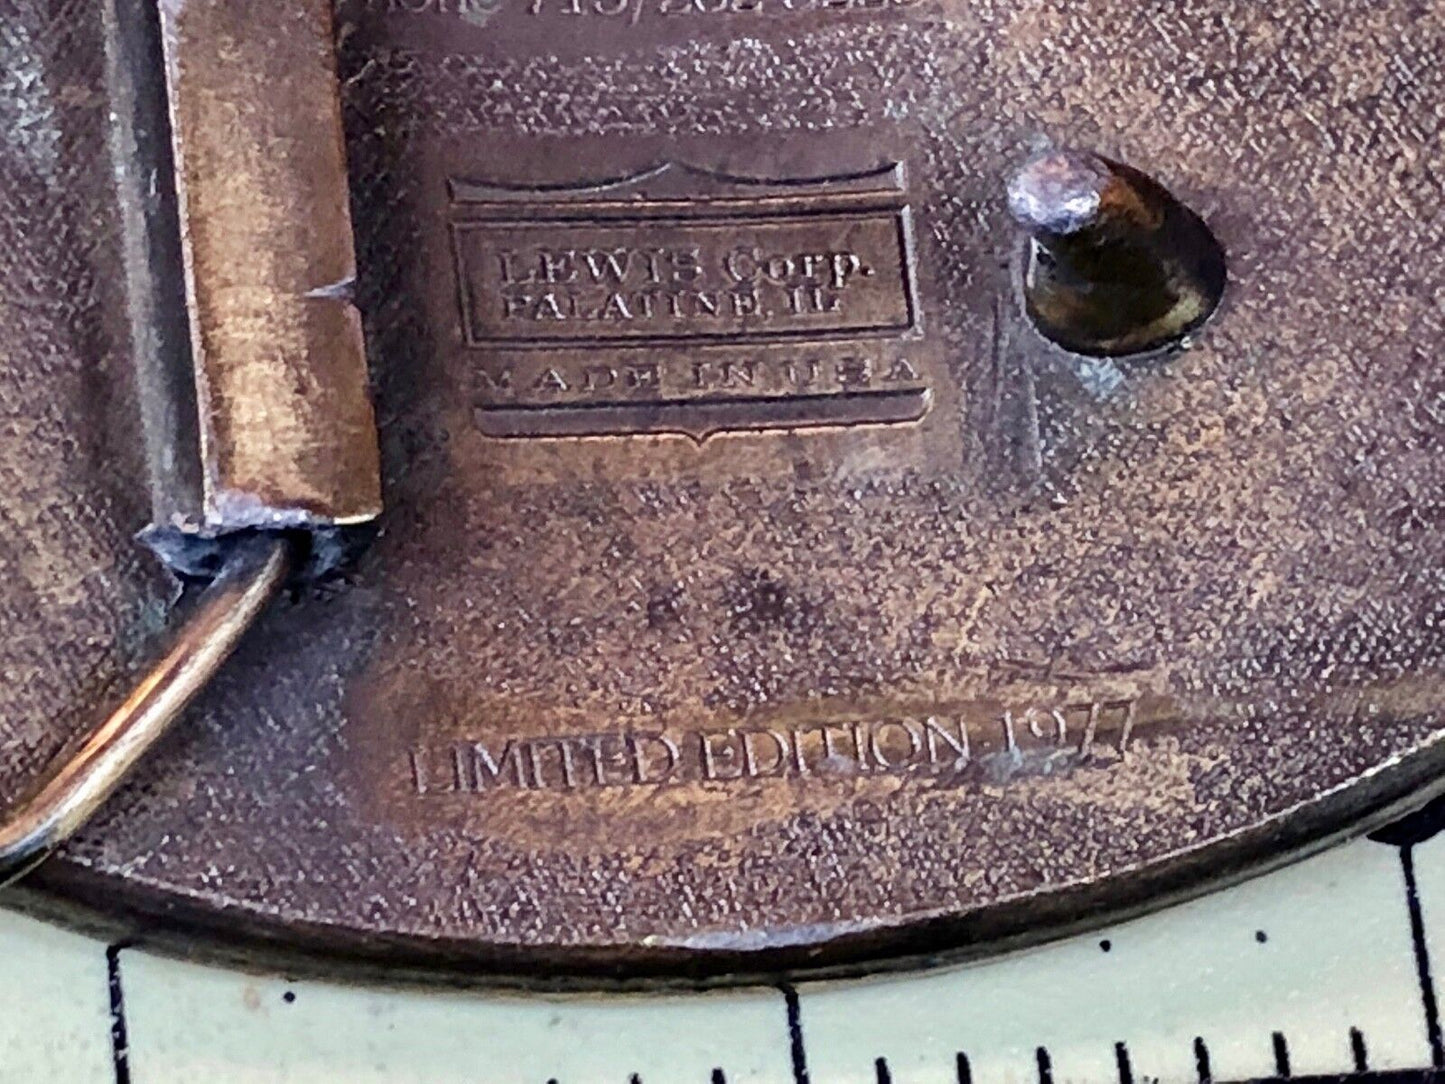 LEWIS Corp.
PALATINE, IL
MADE IN USA
LIMITED EDITION 1977